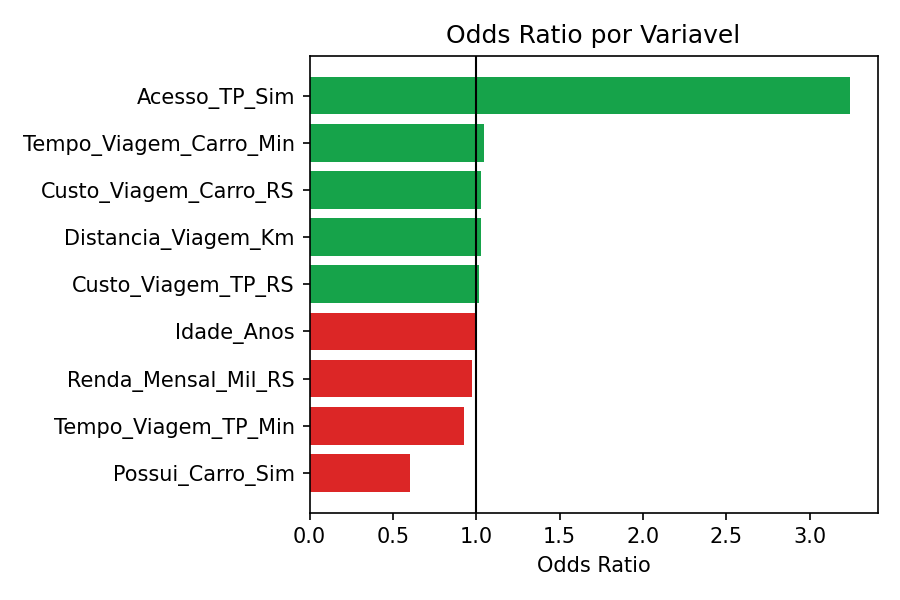 Odds Ratio por Variavel
Acesso_TP_Sim
Tempo_Viagem_Carro_Min
Custo_Viagem_Carro_RS
Distancia_Viagem_Km
Custo_Viagem_TP_RS
Idade_Anos
Renda_Mensal_Mil_RS
Tempo_Viagem_TP_Min
Possui_Carro_Sim
0.0 0.5 1.0 1.5 2.0 2.5 3.0
Odds Ratio